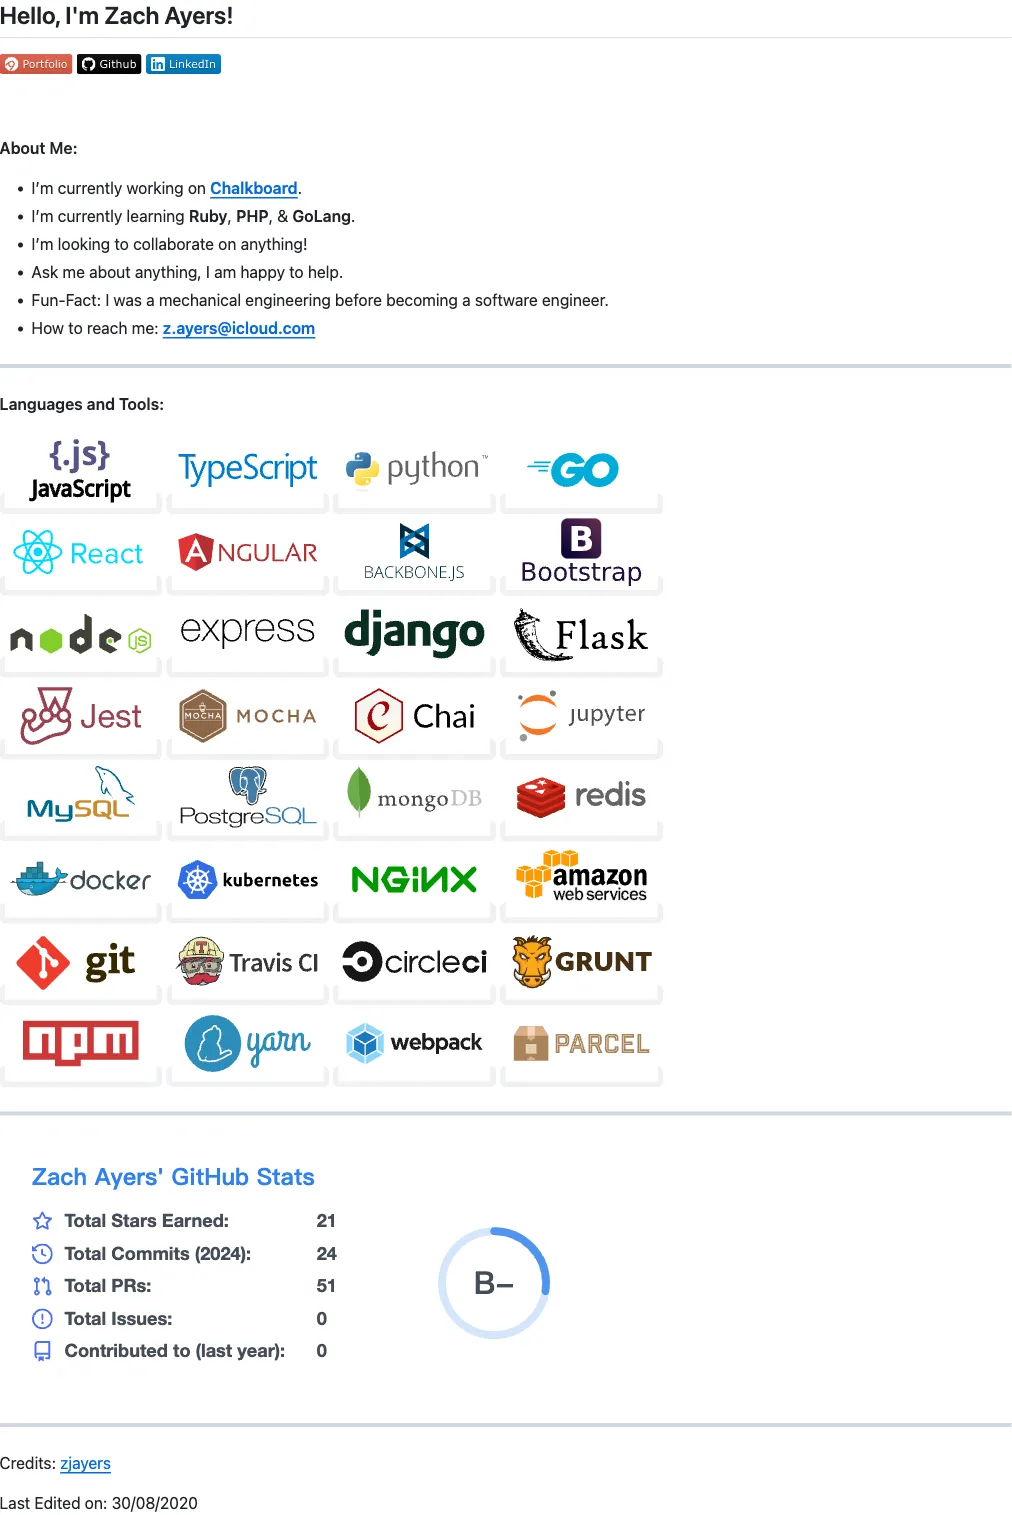 Hello, I'm Zach Ayers!
Portfolio Github LinkedIn
About Me:
• I'm currently working on Chalkboard.
• I'm currently learning Ruby, PHP, & GoLang.
• I'm looking to collaborate on anything!
• Ask me about anything, I am happy to help.
• Fun-Fact: I was a mechanical engineering before becoming a software engineer.
• How to reach me: z.ayers@icloud.com
Languages and Tools:
{.js}
JavaScript TypeScript python™ GO
React ANGULAR BACKBONE.JS Bootstrap
node JS express django Flask
Jest MOCHA MOCHA Chai jupyter
MySQL PostgreSQL mongoDB redis
docker kubernetes NGINX amazon
web services
git Travis CI circleci GRUNT
npm yarn webpack PARCEL
Zach Ayers' GitHub Stats
Total Stars Earned: 21
Total Commits (2024): 24
Total PRs: 51
Total Issues: 0
Contributed to (last year): 0
B-
Credits: zjayers
Last Edited on: 30/08/2020